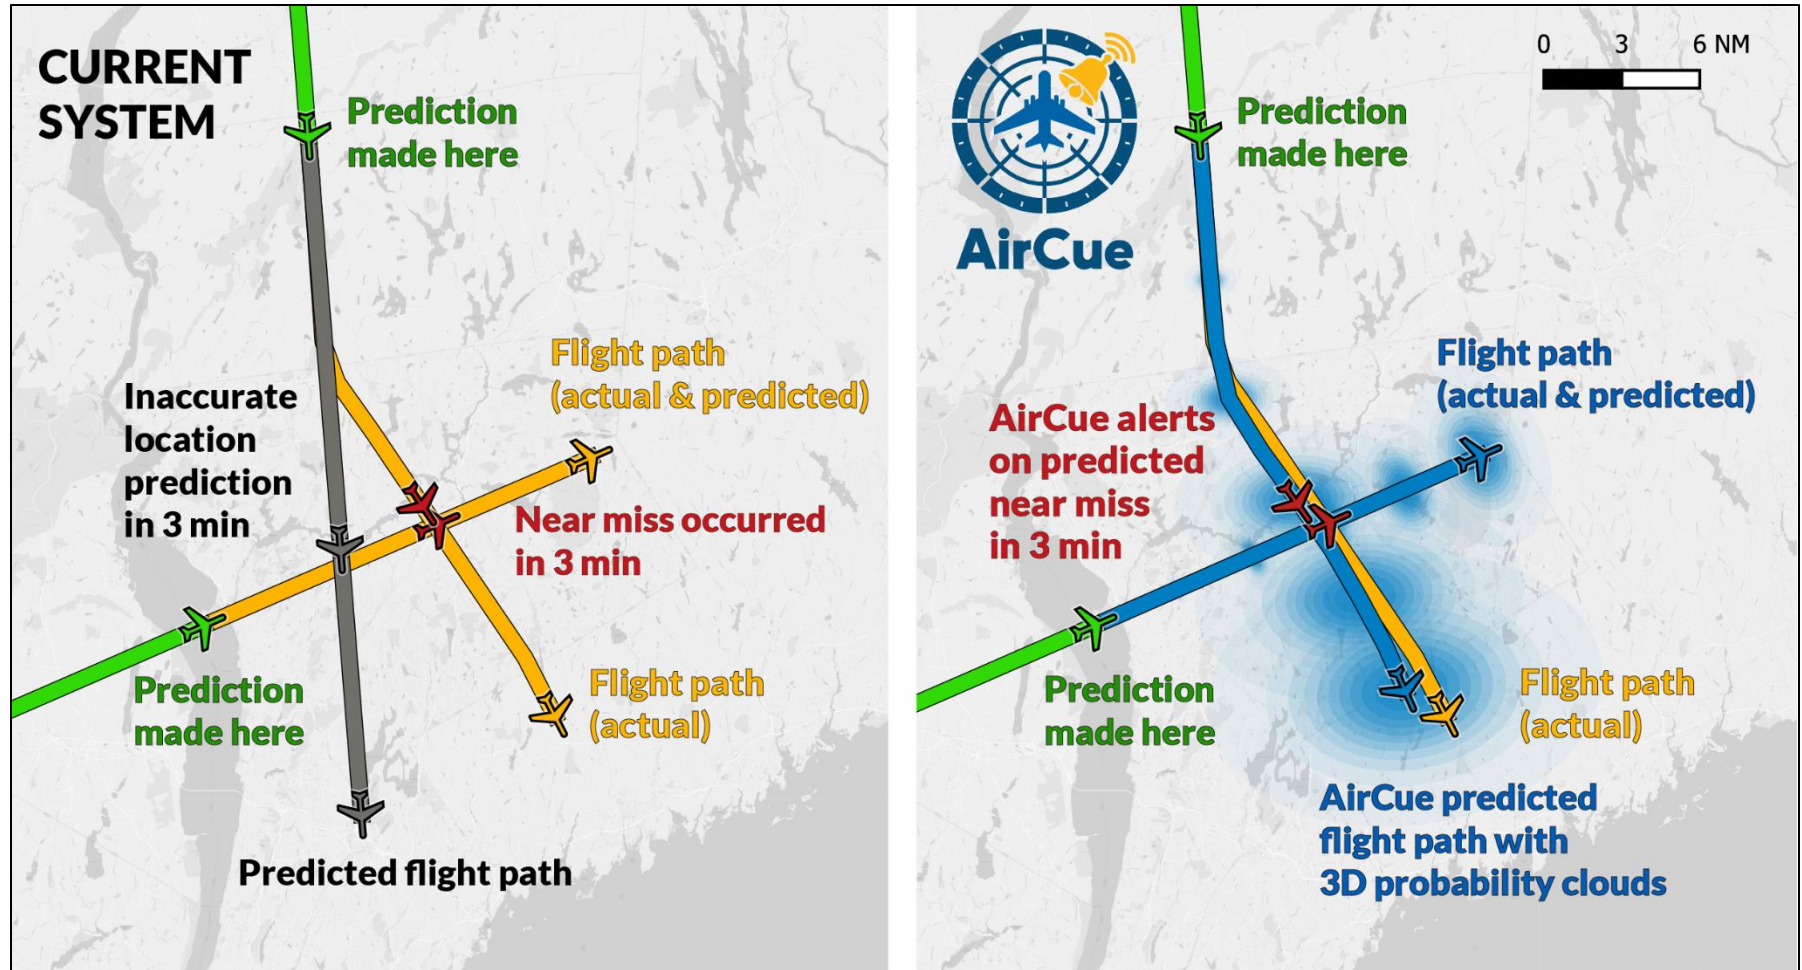 CURRENT
SYSTEM
Prediction
made here
Inaccurate
location
prediction
in 3 min
Flight path
(actual & predicted)
Near miss occurred
in 3 min
Prediction
made here
Flight path
(actual)
Predicted flight path
AirCue
Prediction
made here
0 3 6 NM
Flight path
(actual & predicted)
AirCue alerts
on predicted
near miss
in 3 min
Prediction
made here
Flight path
(actual)
AirCue predicted
flight path with
3D probability clouds